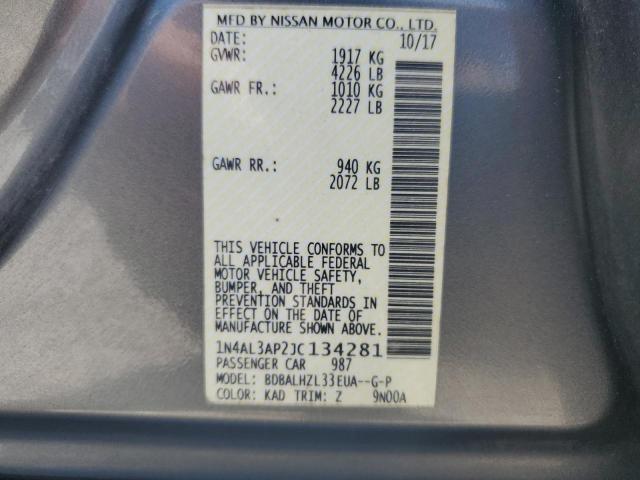 MFD BY NISSAN MOTOR CO., LTD.
DATE: 10/17
GVWR: 1917 KG
4226 LB
GAWR FR.: 1010 KG
2227 LB
GAWR RR.: 940 KG
2072 LB
THIS VEHICLE CONFORMS TO
ALL APPLICABLE FEDERAL
MOTOR VEHICLE SAFETY,
BUMPER, AND THEFT
PREVENTION STANDARDS IN
EFFECT ON THE DATE OF
MANUFACTURE SHOWN ABOVE.
1N4AL3AP2JC134281
PASSENGER CAR 987
MODEL: BDBALHZL33EUA--G-P
COLOR: KAD TRIM: Z 9N00A